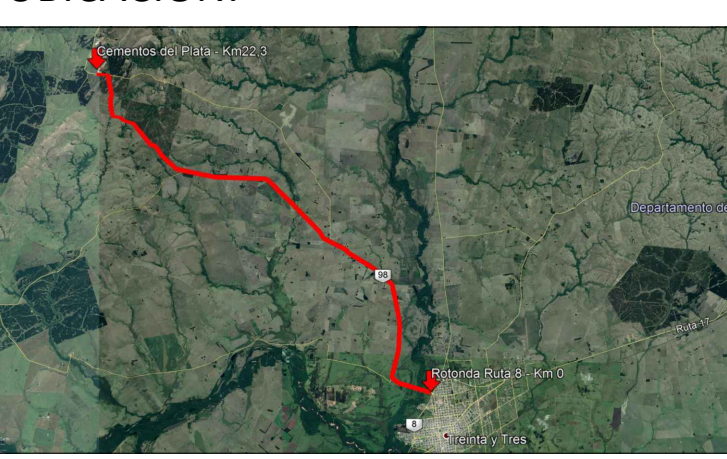 Cementos del Plata - Km22,3
Departamento de
98
Ruta 17
Rotonda Ruta 8 - Km 0
8
Treinta y Tres